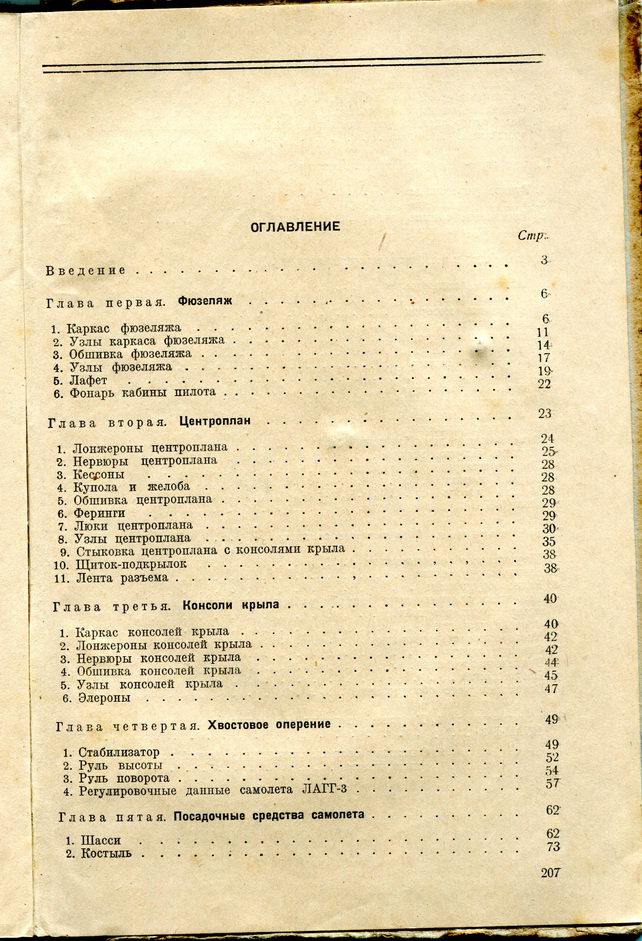 ОГЛАВЛЕНИЕ
Стр.
Введение . . . . . . . . . . . . . . . . 3
Глава первая. Фюзеляж . . . . . . . . . . . . 6
1. Каркас фюзеляжа . . . . . . . . . . . . 6
2. Узлы каркаса фюзеляжа . . . . . . . . . . . . 11
3. Обшивка фюзеляжа . . . . . . . . . . . . 14
4. Узлы фюзеляжа . . . . . . . . . . . . 17
5. Лафет . . . . . . . . . . . . 19
6. Фонарь кабины пилота . . . . . . . . . . . . 22
Глава вторая. Центроплан . . . . . . . . . . . . 23
1. Лонжероны центроплана . . . . . . . . . . . . 24
2. Нервюры центроплана . . . . . . . . . . . . 25
3. Кессоны . . . . . . . . . . . . 28
4. Купола и желоба . . . . . . . . . . . . 28
5. Обшивка центроплана . . . . . . . . . . . . 28
6. Феринги . . . . . . . . . . . . 29
7. Люки центроплана . . . . . . . . . . . . 29
8. Узлы центроплана . . . . . . . . . . . . 30
9. Стыковка центроплана с консолями крыла . . . . . . . . . . 35
10. Щиток-подкрылок . . . . . . . . . . . . 38
11. Лента разъема . . . . . . . . . . . . 38
Глава третья. Консоли крыла . . . . . . . . . . . . 40
1. Каркас консолей крыла . . . . . . . . . . . . 40
2. Лонжероны консолей крыла . . . . . . . . . . . . 42
3. Нервюры консолей крыла . . . . . . . . . . . . 42
4. Обшивка консолей крыла . . . . . . . . . . . . 44
5. Узлы консолей крыла . . . . . . . . . . . . 45
6. Элероны . . . . . . . . . . . . 47
Глава четвертая. Хвостовое оперение . . . . . . . . . . 49
1. Стабилизатор . . . . . . . . . . . . 49
2. Руль высоты . . . . . . . . . . . . 52
3. Руль поворота . . . . . . . . . . . . 54
4. Регулировочные данные самолета ЛАГГ-3 . . . . . . . . . . 57
Глава пятая. Посадочные средства самолета . . . . . . . . 62
1. Шасси . . . . . . . . . . . . 62
2. Костыль . . . . . . . . . . . . 73
207